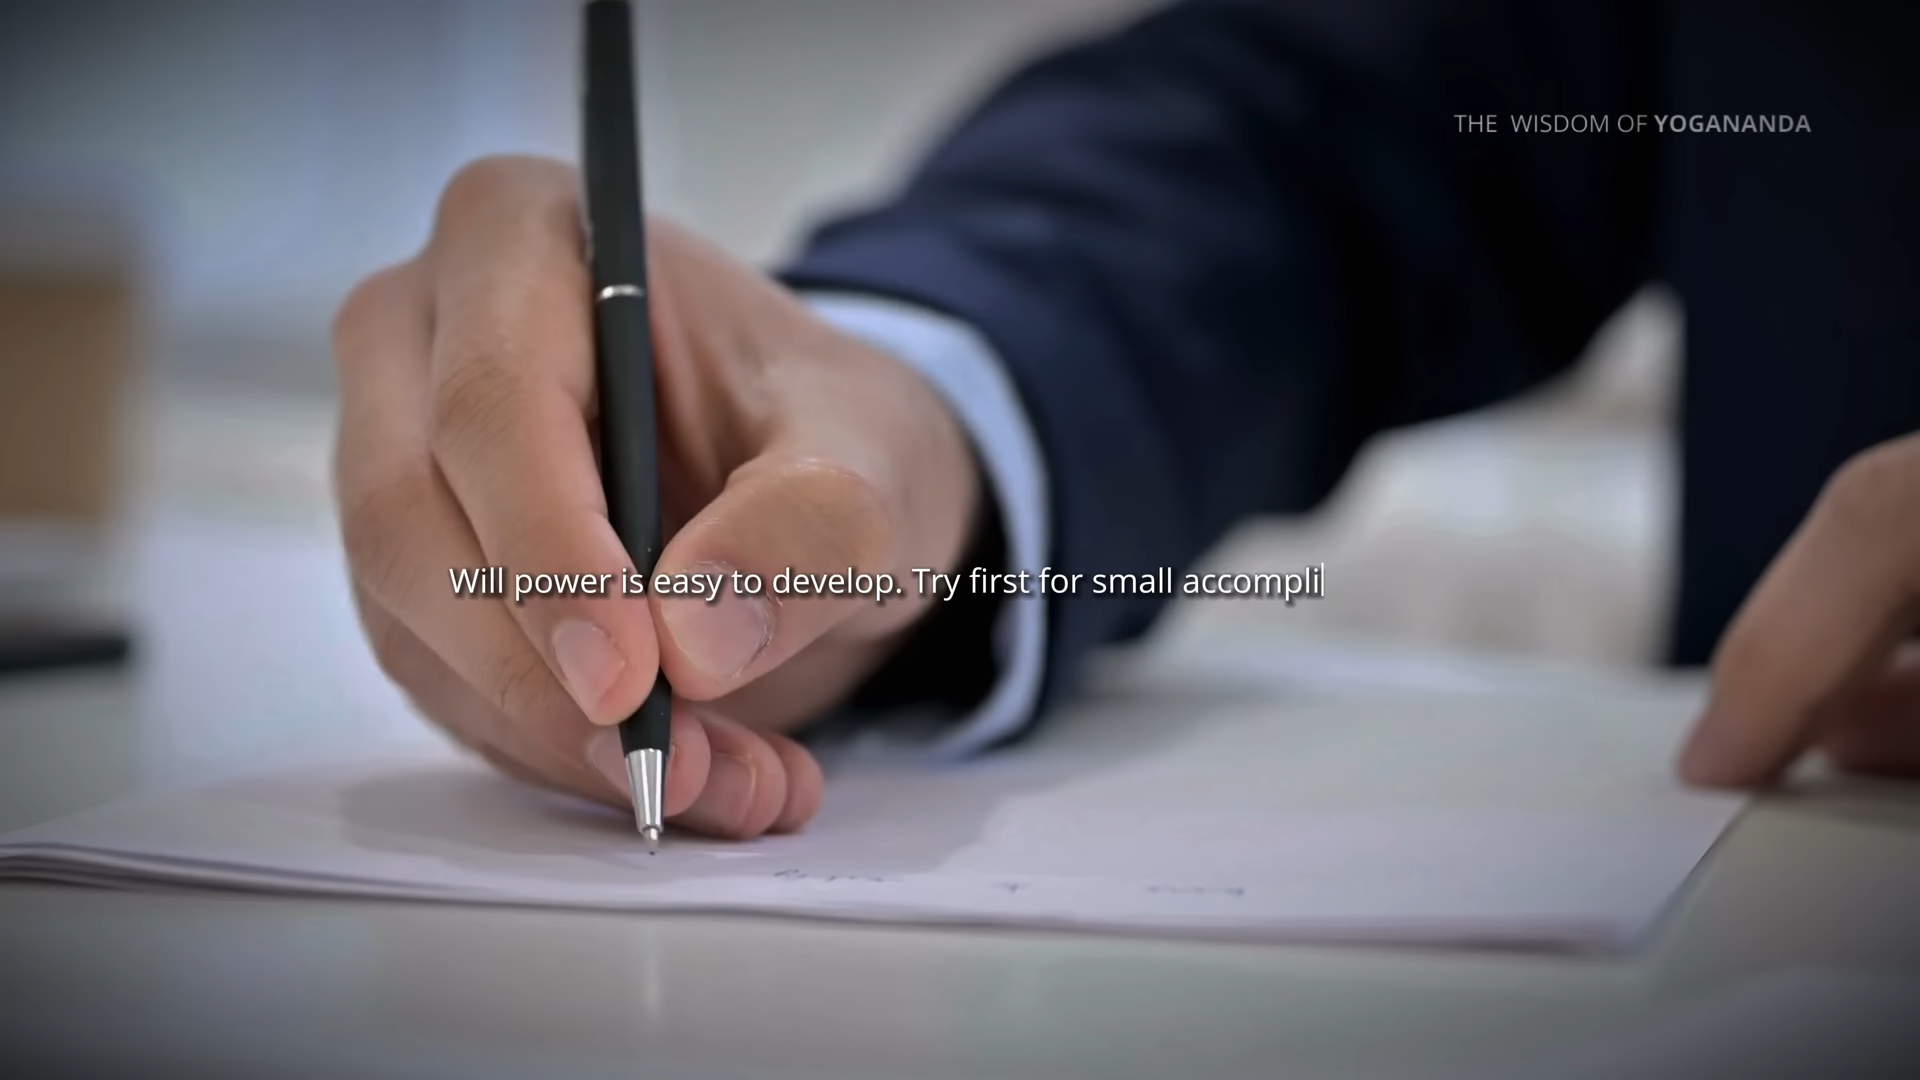 THE WISDOM OF YOGANANDA
Will power is easy to develop. Try first for small accompli